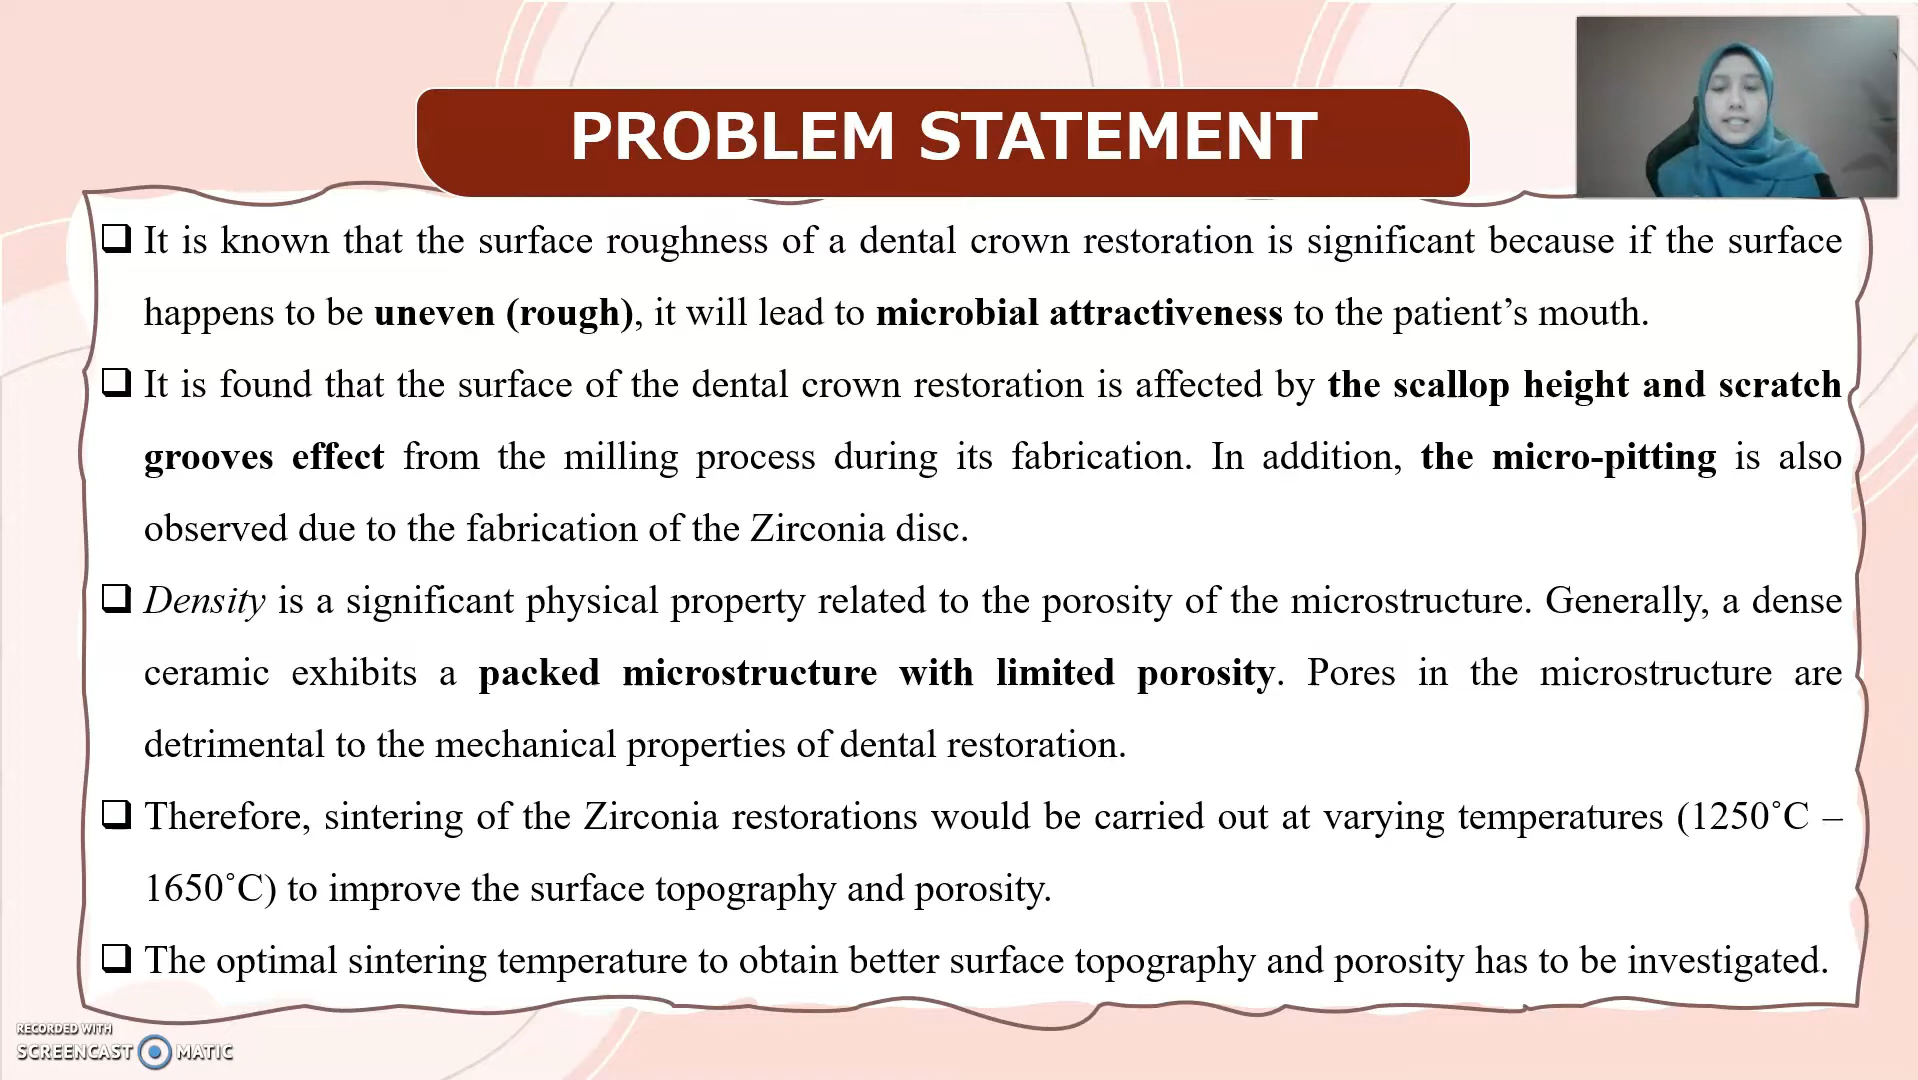 PROBLEM STATEMENT
It is known that the surface roughness of a dental crown restoration is significant because if the surface
happens to be uneven (rough), it will lead to microbial attractiveness to the patient’s mouth.
It is found that the surface of the dental crown restoration is affected by the scallop height and scratch
grooves effect from the milling process during its fabrication. In addition, the micro-pitting is also
observed due to the fabrication of the Zirconia disc.
Density is a significant physical property related to the porosity of the microstructure. Generally, a dense
ceramic exhibits a packed microstructure with limited porosity. Pores in the microstructure are
detrimental to the mechanical properties of dental restoration.
Therefore, sintering of the Zirconia restorations would be carried out at varying temperatures (1250˚C –
1650˚C) to improve the surface topography and porosity.
The optimal sintering temperature to obtain better surface topography and porosity has to be investigated.
RECORDED WITH
SCREENCAST MATIC